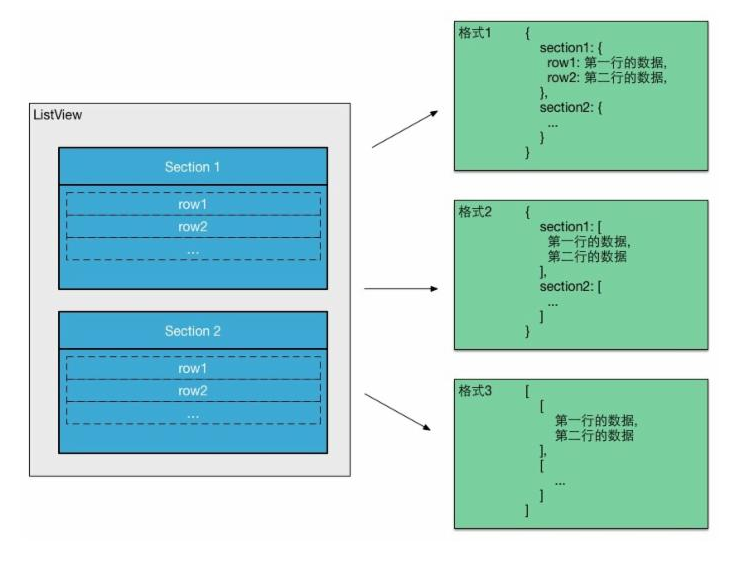 ListView
Section 1
row1
row2
...
Section 2
row1
row2
...
格式1 {
section1: {
row1: 第一行的数据,
row2: 第二行的数据,
},
section2: {
...
}
}
格式2 {
section1: [
第一行的数据,
第二行的数据
],
section2: [
...
]
}
格式3 [
[
第一行的数据,
第二行的数据
],
[
...
]
]